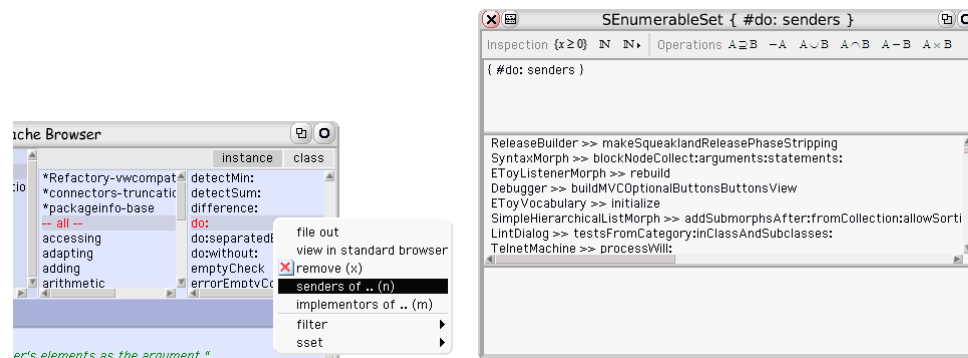 SEnumerableSet { #do: senders }
Inspection {x≥0} ℕ ℕ▸ Operations A⊇B −A A∪B A∩B A−B A×B
{ #do: senders }
ReleaseBuilder >> makeSqueaklandReleasePhaseStripping
SyntaxMorph >> blockNodeCollect:arguments:statements:
EToyListenerMorph >> rebuild
Debugger >> buildMVCOptionalButtonsButtonsView
EToyVocabulary >> initialize
SimpleHierarchicalListMorph >> addSubmorphsAfter:fromCollection:allowSorti
LintDialog >> testsFromCategory:inClassAndSubclasses:
TelnetMachine >> processWill:
ache Browser
instance class
*Refactory-vwcompat
*connectors-truncatio
*packageinfo-base
-- all --
accessing
adapting
adding
arithmetic
detectMin:
detectSum:
difference:
do:
do:separatedB
do:without:
emptyCheck
errorEmptyCo
file out
view in standard browser
remove (x)
senders of .. (n)
implementors of .. (m)
filter
sset
er's elements as the argument."